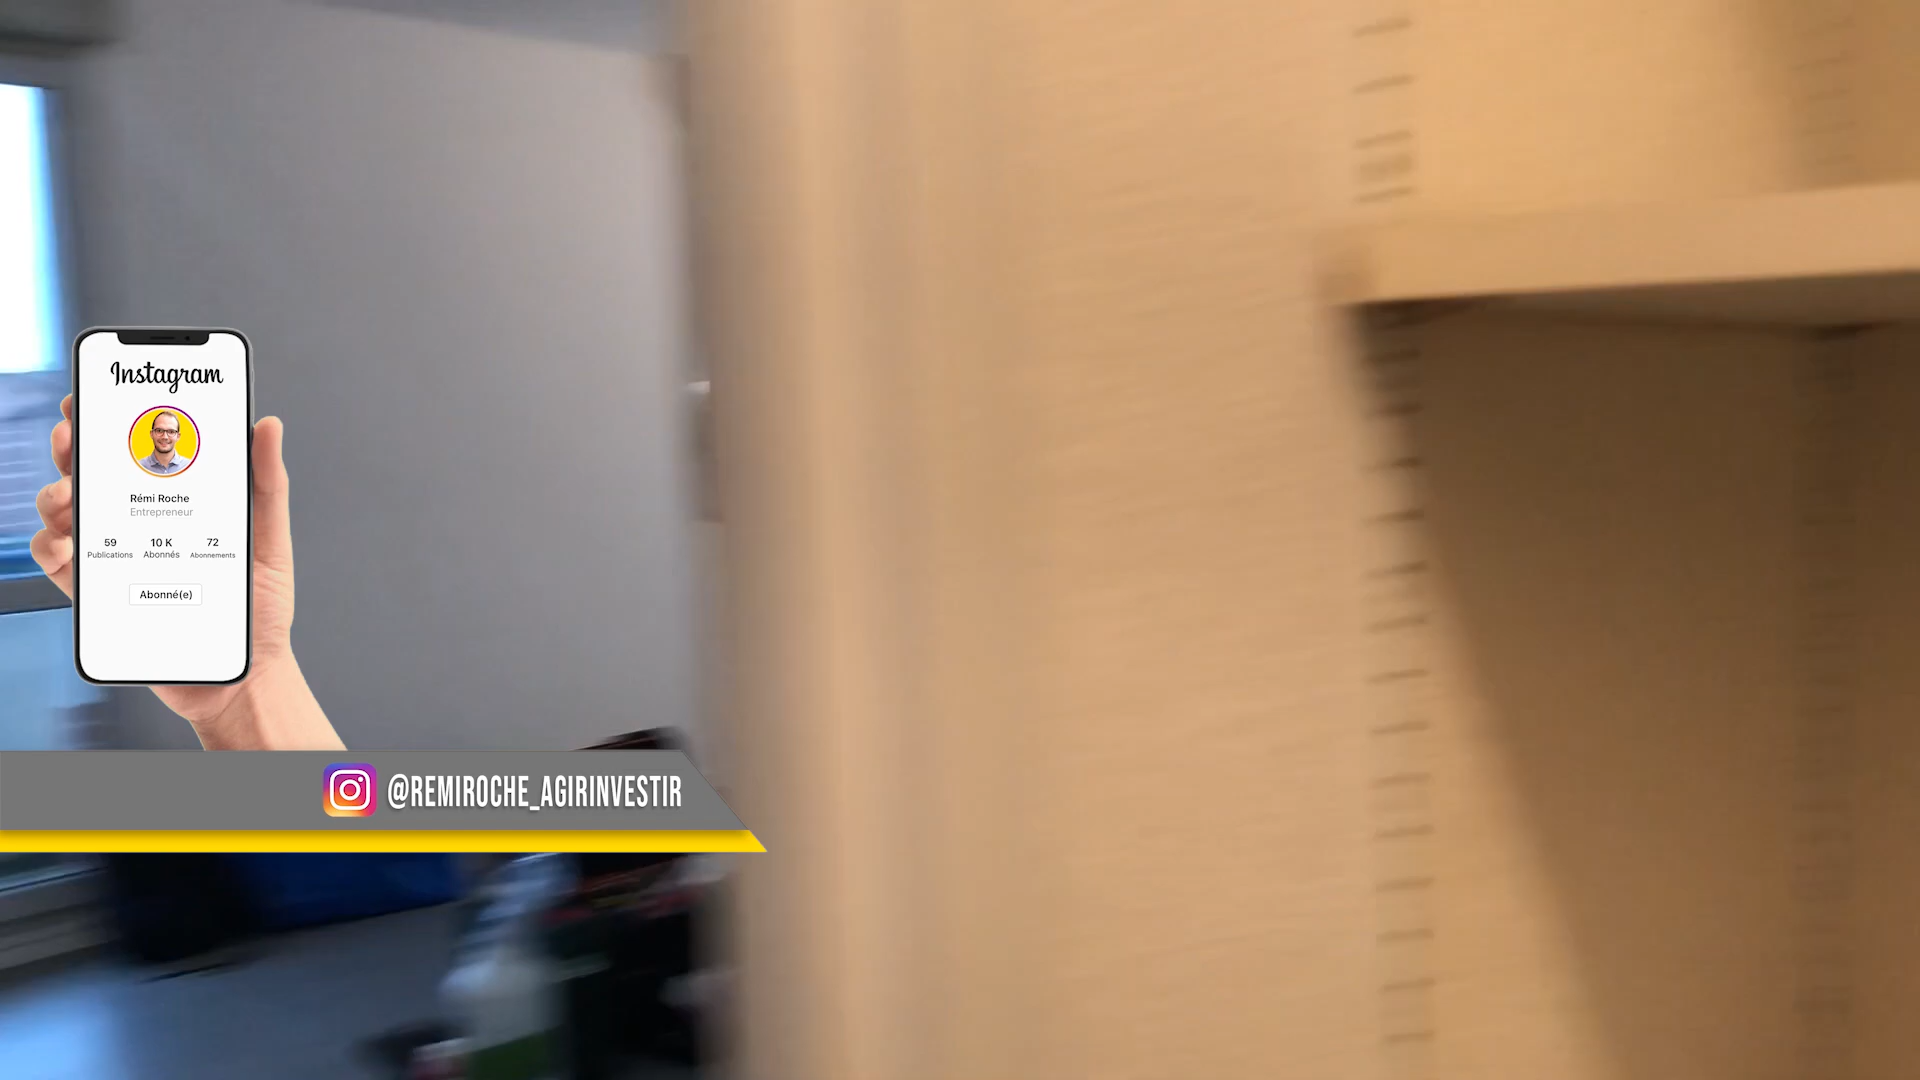 Instagram
Rémi Roche
Entrepreneur
59 10 K 72
Publications Abonnés Abonnements
Abonné(e)
@REMIROCHE_AGIRINVESTIR